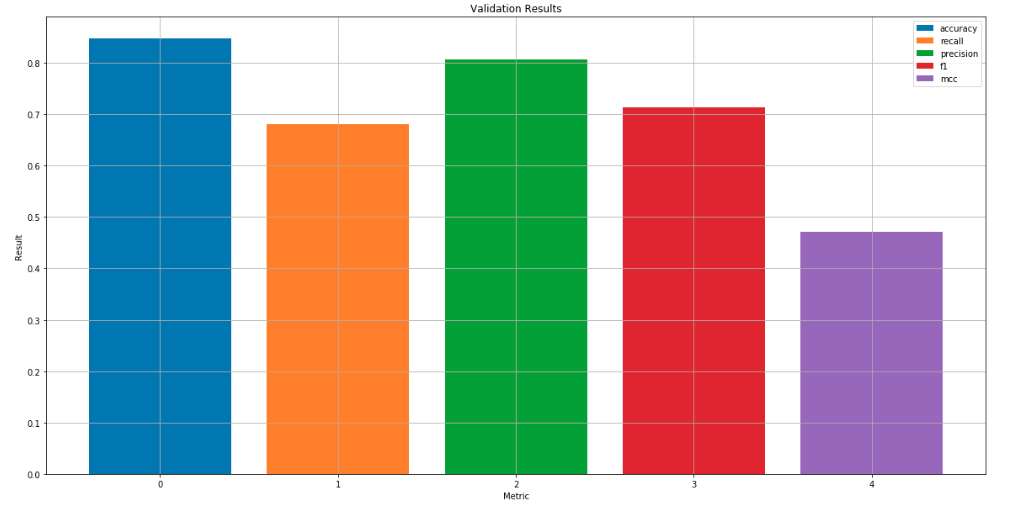 Validation Results
accuracy
recall
precision
f1
mcc
0.8
0.7
0.6
0.5
0.4
0.3
0.2
0.1
0.0
Result
0 1 2 3 4
Metric